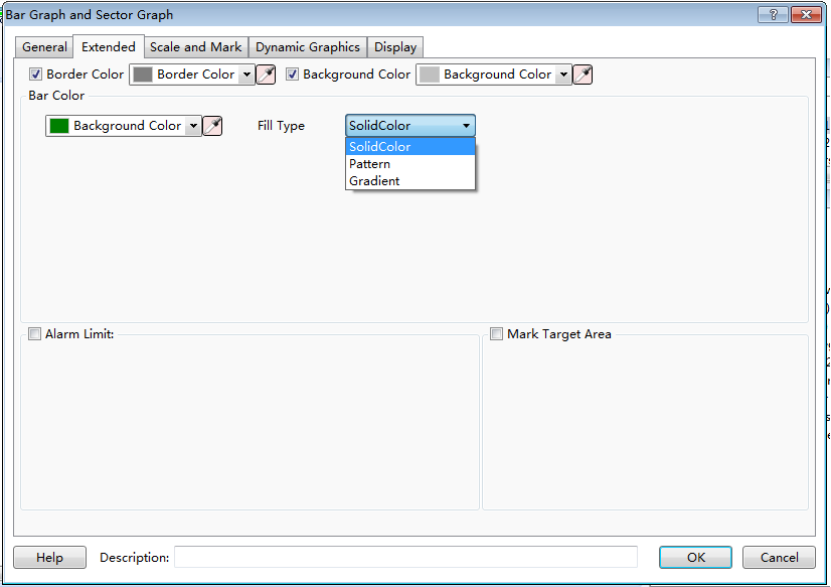 Bar Graph and Sector Graph
?
General Extended Scale and Mark Dynamic Graphics Display
Border Color Border Color Background Color Background Color
Bar Color
Background Color Fill Type SolidColor
SolidColor
Pattern
Gradient
Alarm Limit: Mark Target Area
Help Description: OK Cancel